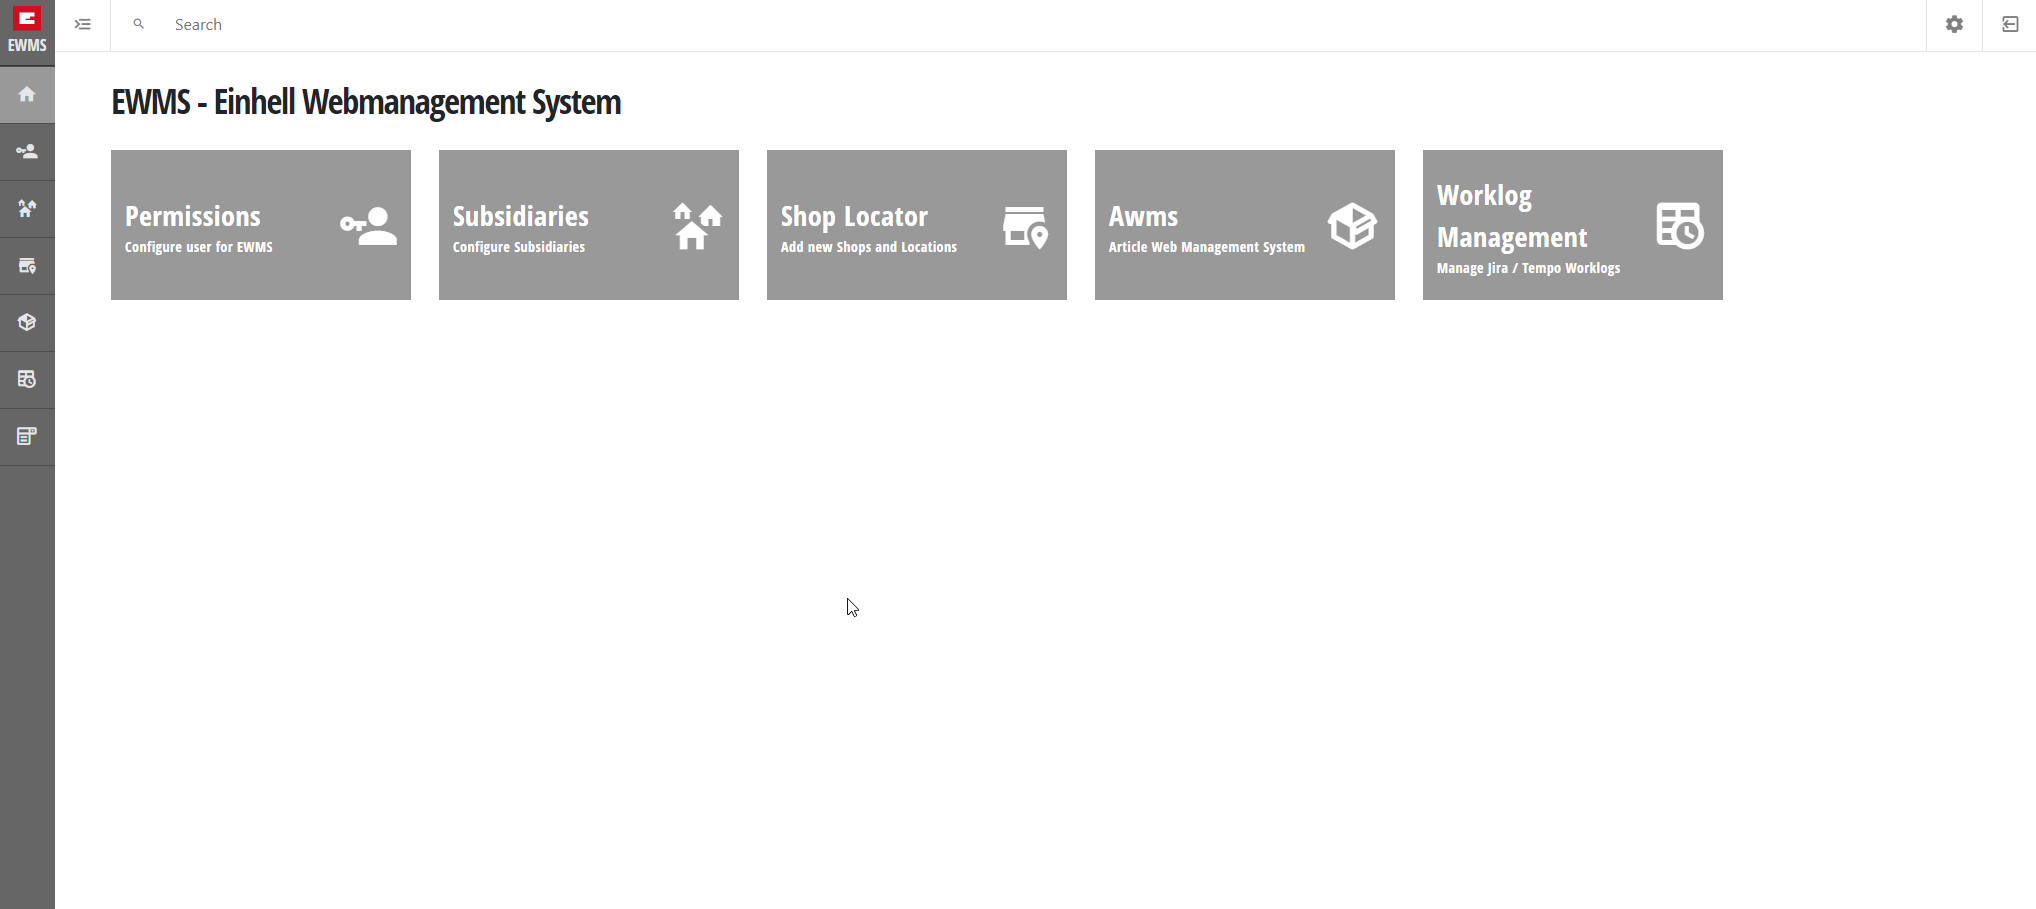 EWMS
Search
EWMS - Einhell Webmanagement System
Permissions
Configure user for EWMS
Subsidiaries
Configure Subsidiaries
Shop Locator
Add new Shops and Locations
Awms
Article Web Management System
Worklog
Management
Manage Jira / Tempo Worklogs